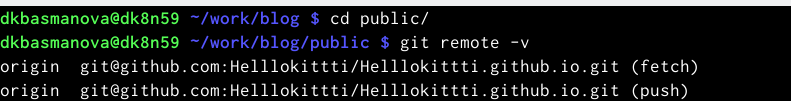 dkbasmanova@dk8n59 ~/work/blog $ cd public/
dkbasmanova@dk8n59 ~/work/blog/public $ git remote -v
origin  git@github.com:Helllokittti/Helllokittti.github.io.git (fetch)
origin  git@github.com:Helllokittti/Helllokittti.github.io.git (push)